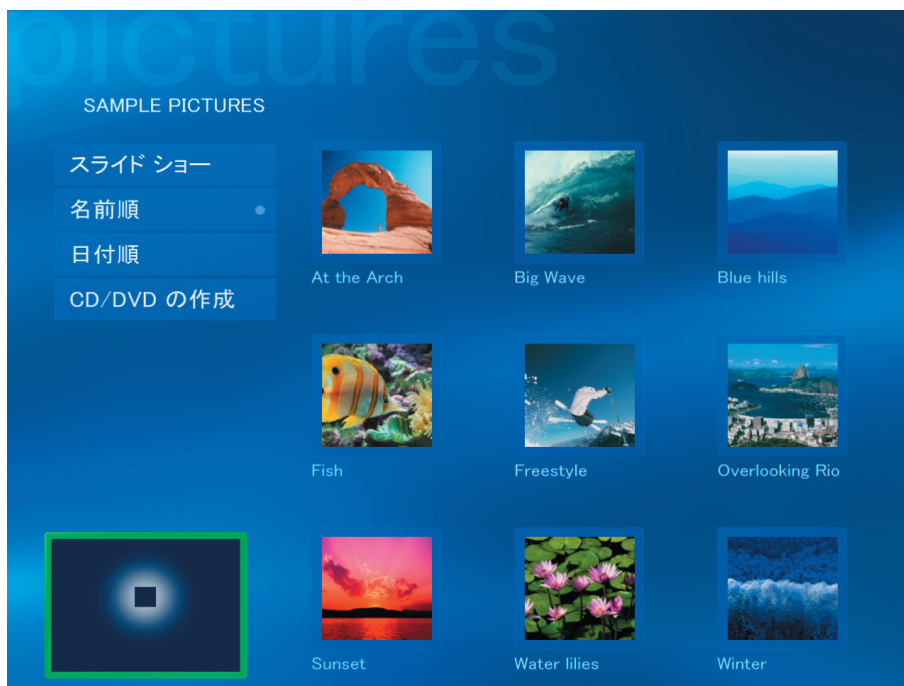 pictures
SAMPLE PICTURES
スライド ショー
名前順
日付順
CD/DVD の作成
At the Arch
Big Wave
Blue hills
Fish
Freestyle
Overlooking Rio
Sunset
Water lilies
Winter